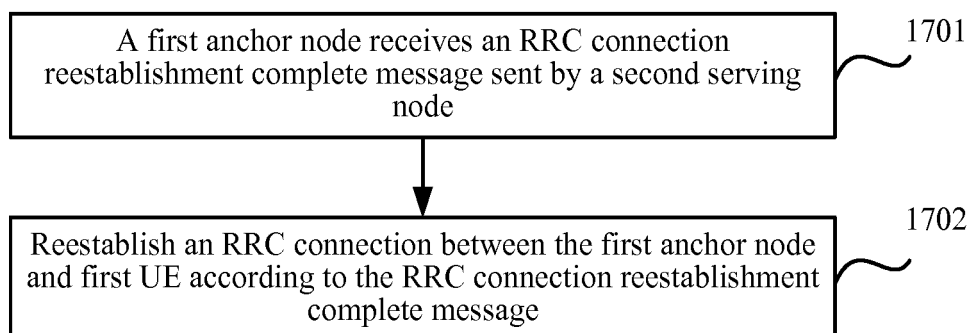 A first anchor node receives an RRC connection
reestablishment complete message sent by a second serving
node
1701
Reestablish an RRC connection between the first anchor node
and first UE according to the RRC connection reestablishment
complete message
1702